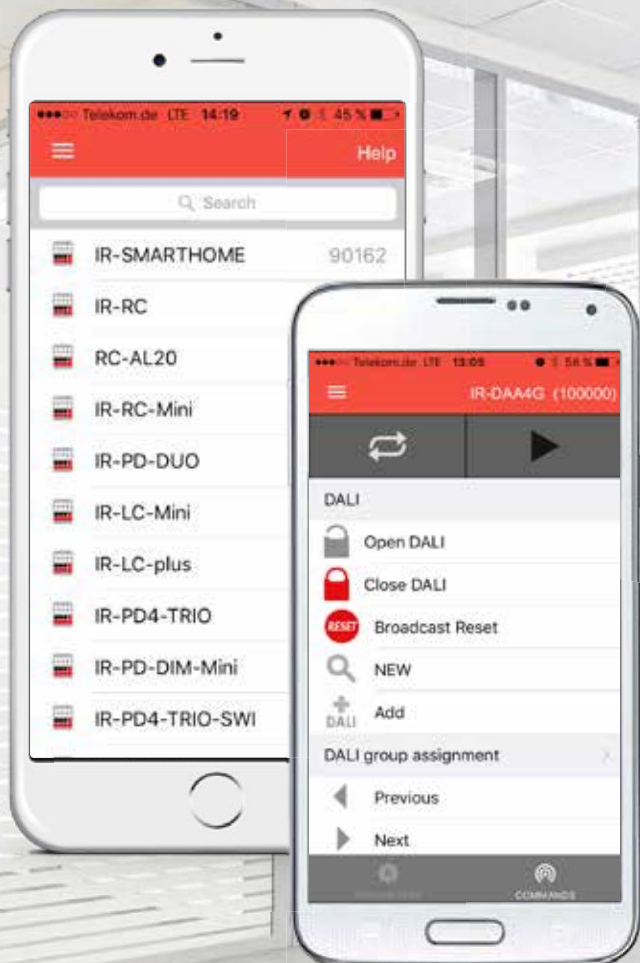 Telekom.de LTE 14:19 45 %
Help
Search
IR-SMARTHOME 90162
IR-RC
RC-AL20
IR-RC-Mini
IR-PD-DUO
IR-LC-Mini
IR-LC-plus
IR-PD4-TRIO
IR-PD-DIM-Mini
IR-PD4-TRIO-SWI
Telekom.de LTE 13:05 56 %
IR-DAA4G (100000)
DALI
Open DALI
Close DALI
RESET Broadcast Reset
NEW
DALI Add
DALI group assignment
Previous
Next
COMMANDS